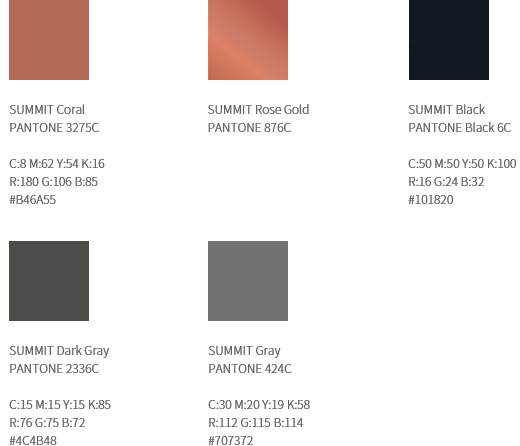 SUMMIT Coral
PANTONE 3275C
C:8 M:62 Y:54 K:16
R:180 G:106 B:85
#B46A55
SUMMIT Rose Gold
PANTONE 876C
SUMMIT Black
PANTONE Black 6C
C:50 M:50 Y:50 K:100
R:16 G:24 B:32
#101820
SUMMIT Dark Gray
PANTONE 2336C
C:15 M:15 Y:15 K:85
R:76 G:75 B:72
#4C4B48
SUMMIT Gray
PANTONE 424C
C:30 M:20 Y:19 K:58
R:112 G:115 B:114
#707372